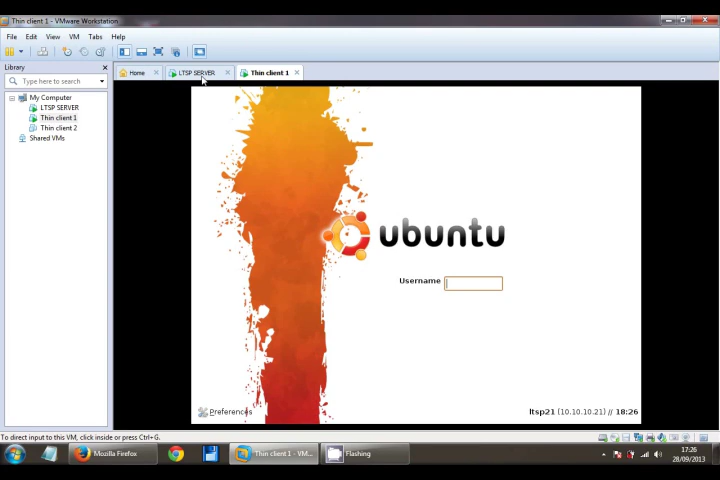 Thin client 1 - VMware Workstation
File Edit View VM Tabs Help
Library
Type here to search
My Computer
LTSP SERVER
Thin client 1
Thin client 2
Shared VMs
Home
LTSP SERVER
Thin client 1
ubuntu
Username
Preferences
ltsp21 (10.10.10.21) // 18:26
To direct input to this VM, click inside or press Ctrl+G.
Mozilla Firefox
Thin client 1 - VM...
Flashing
17:26
28/09/2013